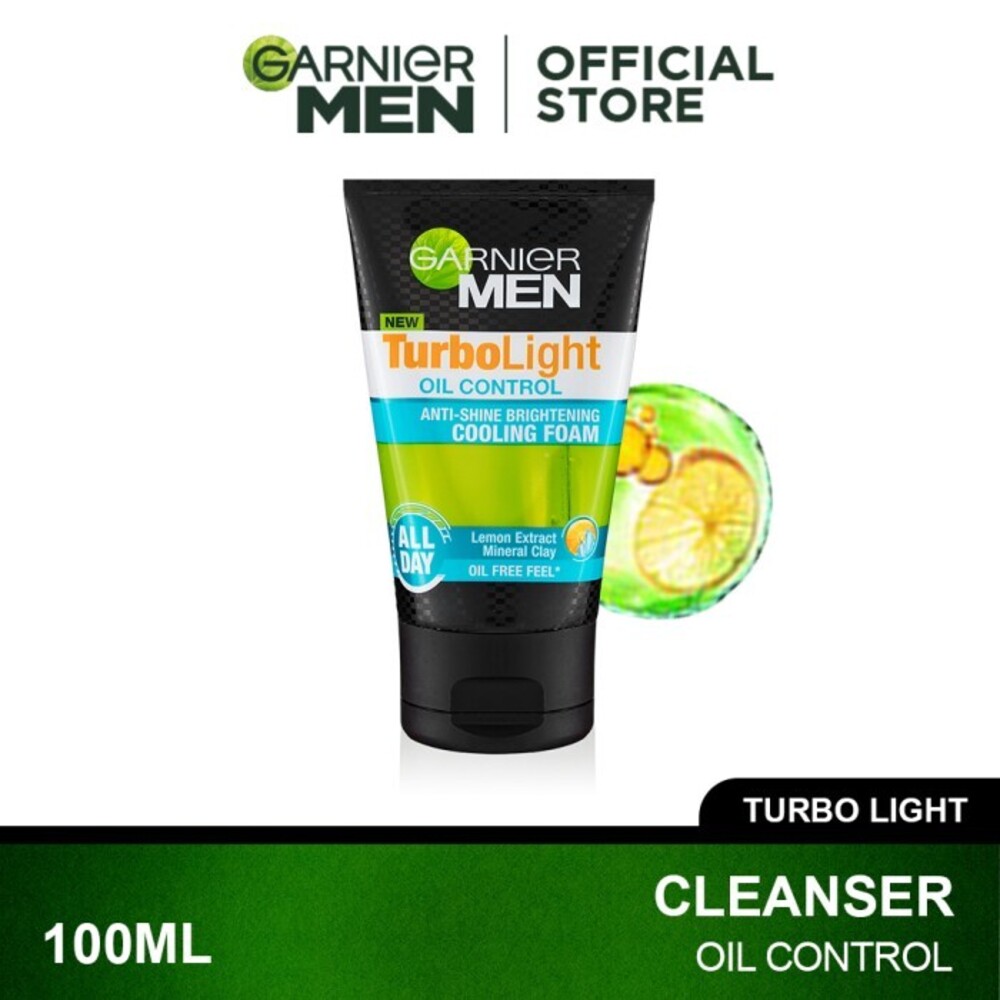 GARNIER
MEN
OFFICIAL
STORE
GARNIER
MEN
NEW
TurboLight
OIL CONTROL
ANTI-SHINE BRIGHTENING
COOLING FOAM
ALL
DAY
Lemon Extract
Mineral Clay
OIL FREE FEEL*
TURBO LIGHT
100ML
CLEANSER
OIL CONTROL